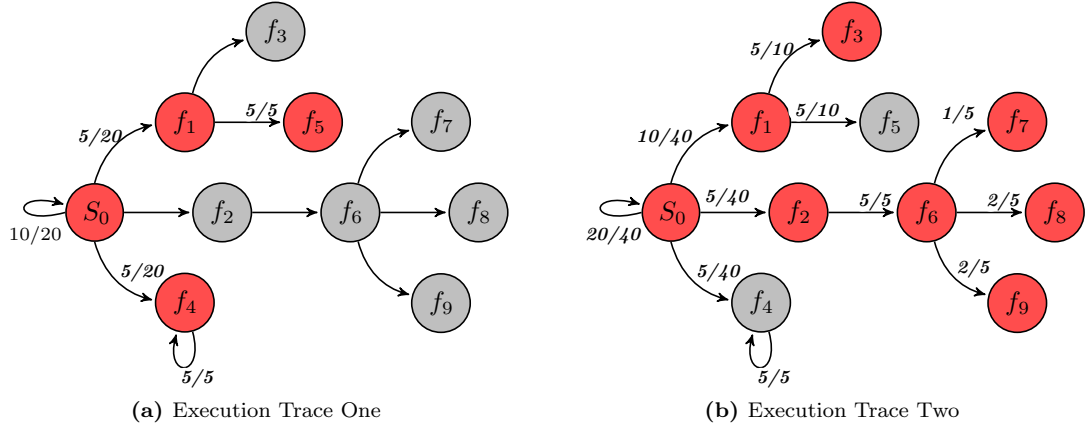 f3
5/20
f1
5/5
f5
f7
S0
10/20
f2
f6
f8
5/20
f4
5/5
f9
(a) Execution Trace One
f3
5/10
10/40
f1
5/10
f5
1/5
f7
S0
20/40
5/40
f2
5/5
f6
2/5
f8
5/40
f4
5/5
2/5
f9
(b) Execution Trace Two